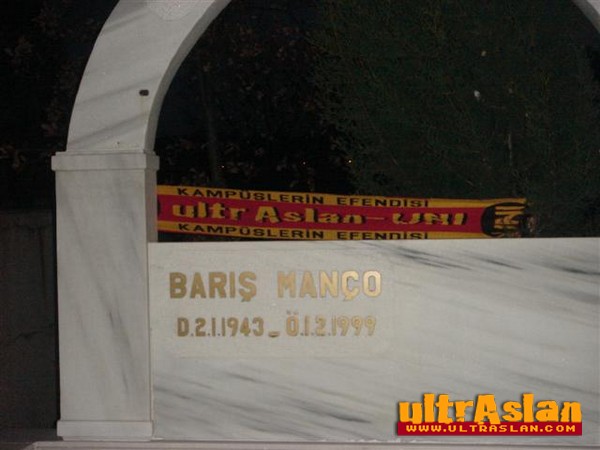 KAMPÜSLERİN EFENDİSİ
ultrAslan-UNI
KAMPÜSLERİN EFENDİSİ
BARIŞ MANÇO
D.2.1.1943 - Ö.1.2.1999
ultrAslan
WWW.ULTRASLAN.COM